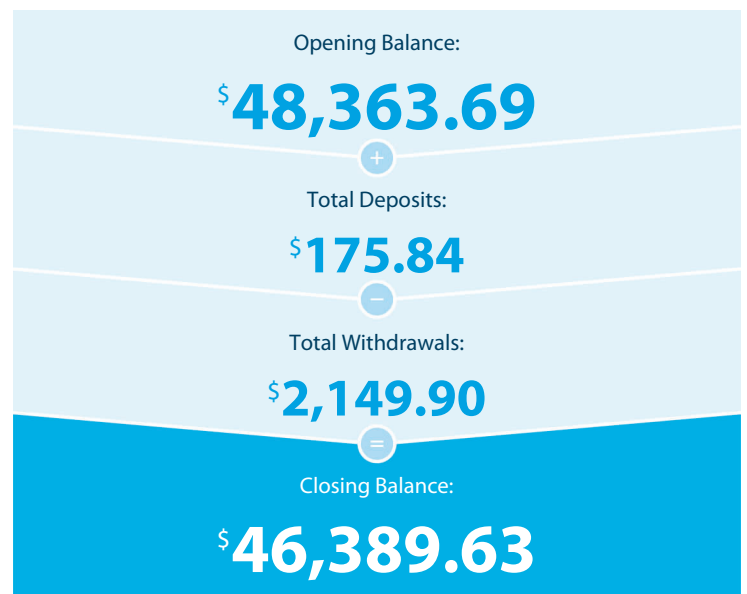 Opening Balance:
$48,363.69
+
Total Deposits:
$175.84
−
Total Withdrawals:
$2,149.90
=
Closing Balance:
$46,389.63